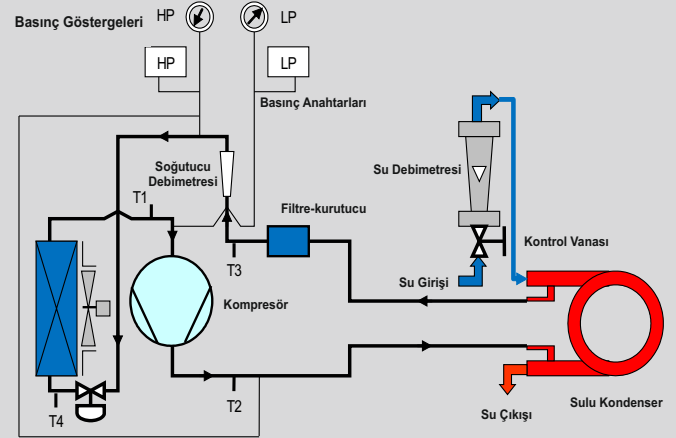 Basınç Göstergeleri
HP
LP
HP
LP
Basınç Anahtarları
Soğutucu
Debimetresi
Su Debimetresi
T1
Filtre-kurutucu
Kontrol Vanası
T3
Su Girişi
Kompresör
T4
T2
Su Çıkışı
Sulu Kondenser